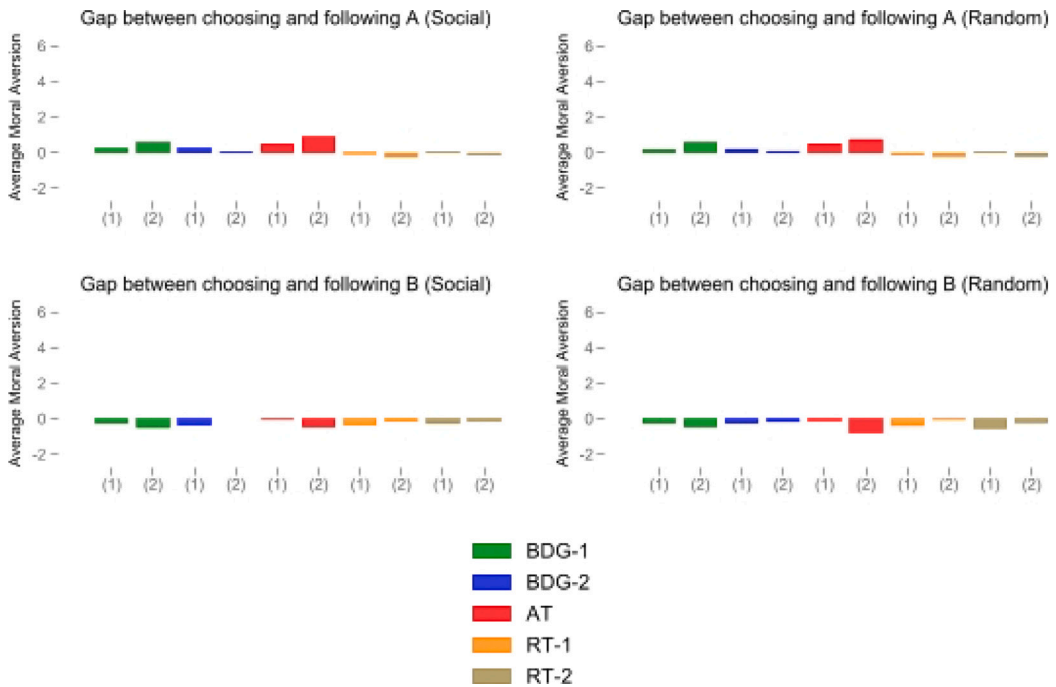 Gap between choosing and following A (Social)
Average Moral Aversion
6
4
2
0
-2
(1) (2) (1) (2) (1) (2) (1) (2) (1) (2)
Gap between choosing and following A (Random)
Average Moral Aversion
6
4
2
0
-2
(1) (2) (1) (2) (1) (2) (1) (2) (1) (2)
Gap between choosing and following B (Social)
Average Moral Aversion
6
4
2
0
-2
(1) (2) (1) (2) (1) (2) (1) (2) (1) (2)
Gap between choosing and following B (Random)
Average Moral Aversion
6
4
2
0
-2
(1) (2) (1) (2) (1) (2) (1) (2) (1) (2)
BDG-1
BDG-2
AT
RT-1
RT-2